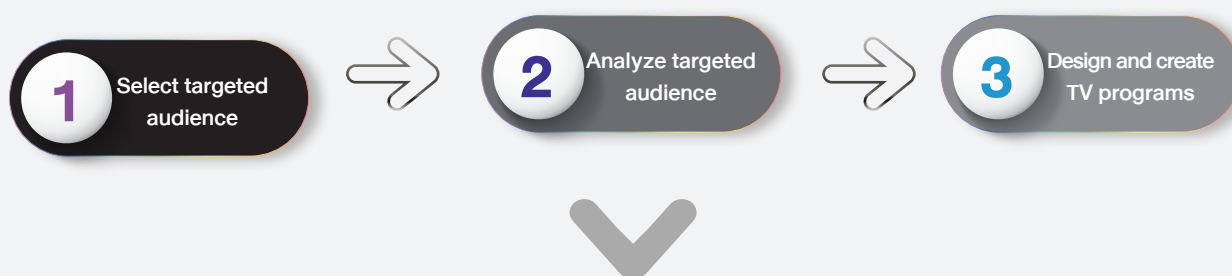 1
Select targeted
audience
2
Analyze targeted
audience
3
Design and create
TV programs